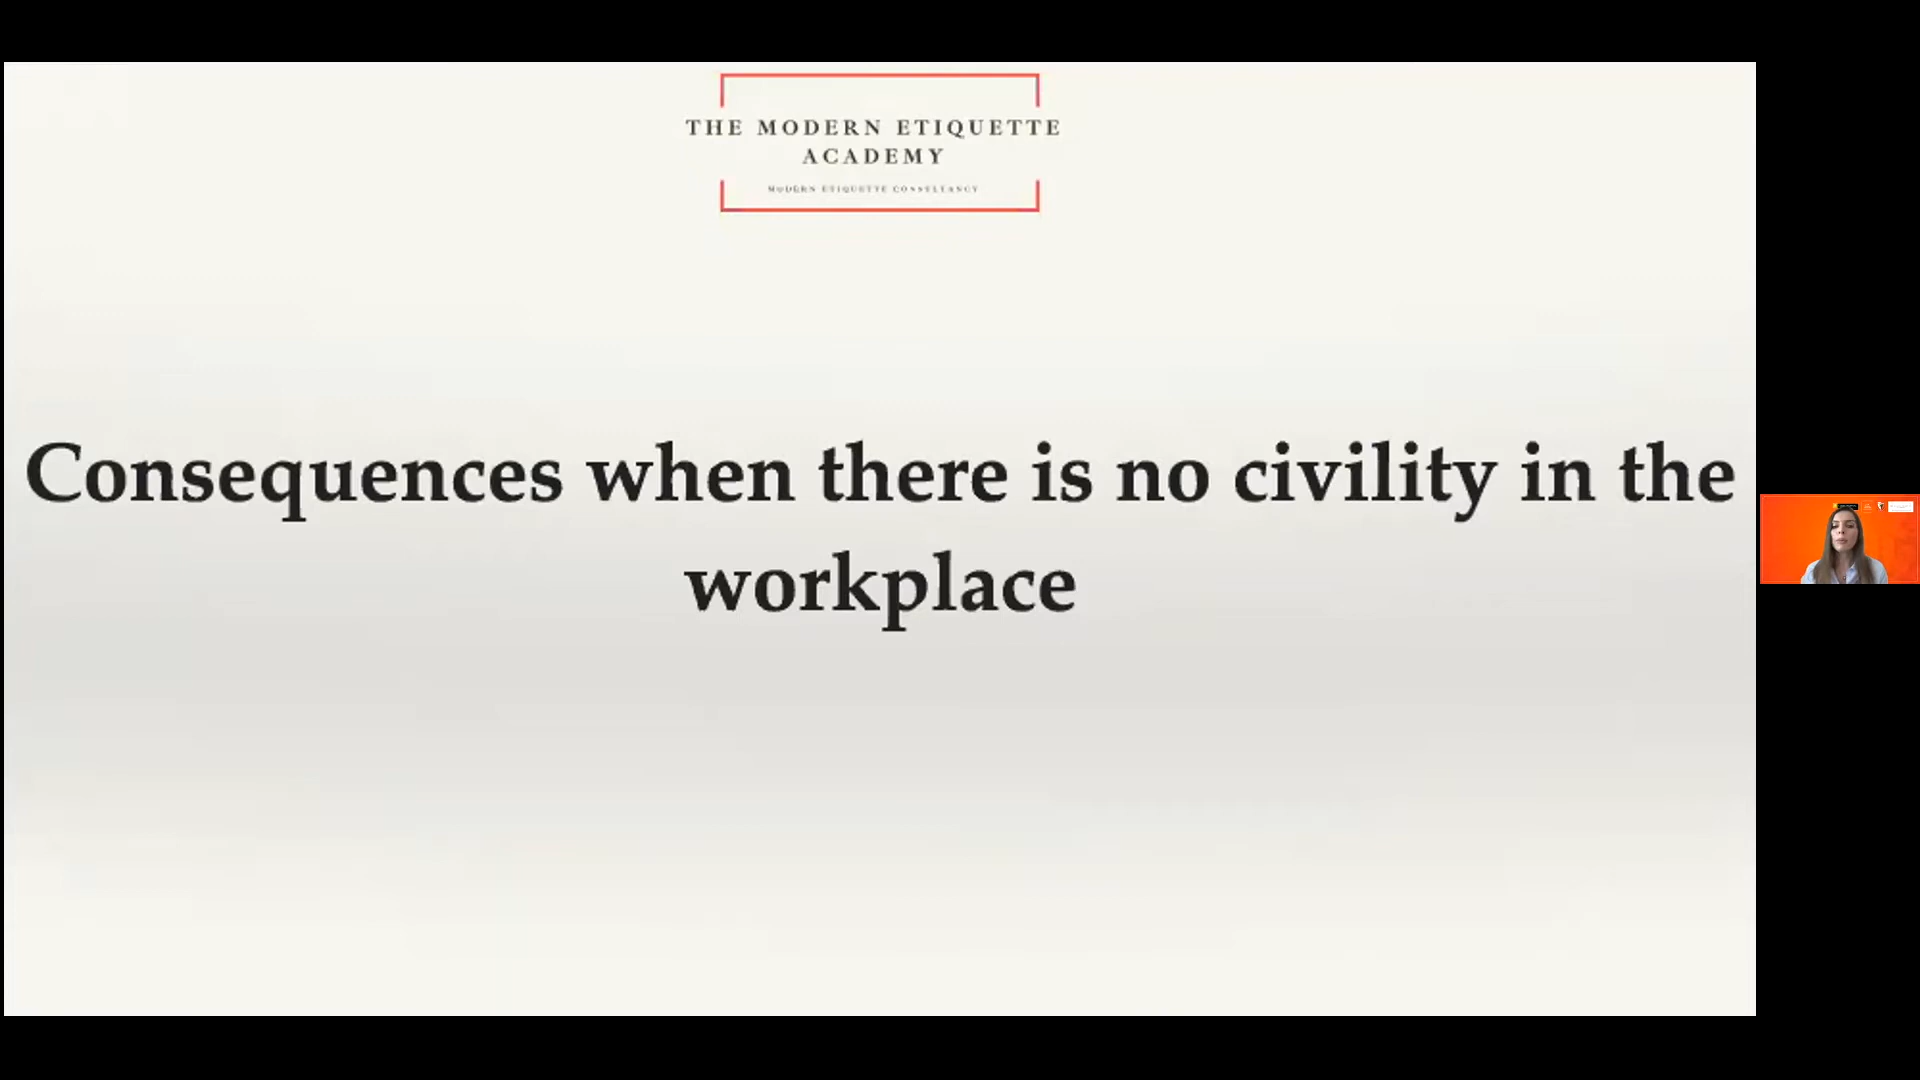 THE MODERN ETIQUETTE
ACADEMY
MODERN ETIQUETTE CONSULTANCY
Consequences when there is no civility in the
workplace